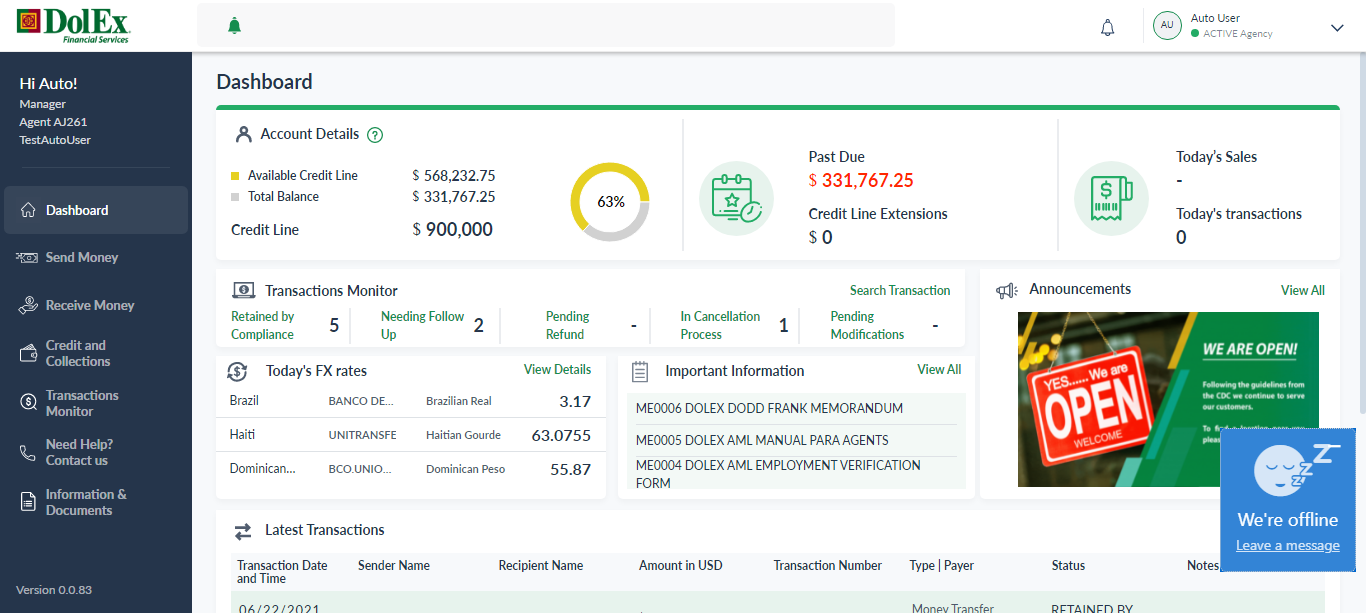 DolEx
Financial Services
AU
Auto User
ACTIVE Agency
Hi Auto!
Manager
Agent AJ261
TestAutoUser
Dashboard
Send Money
Receive Money
Credit and
Collections
Transactions
Monitor
Need Help?
Contact us
Information &
Documents
Version 0.0.83
Dashboard
Account Details ?
Available Credit Line $ 568,232.75
Total Balance $ 331,767.25
Credit Line $ 900,000
63%
Past Due
$ 331,767.25
Credit Line Extensions
$ 0
Today's Sales
-
Today's transactions
0
Transactions Monitor
Search Transaction
Retained by
Compliance
5
Needing Follow
Up
2
Pending
Refund
-
In Cancellation
Process
1
Pending
Modifications
-
Announcements
View All
YES...... We are
OPEN
WELCOME
WE ARE OPEN!
Following the guidelines from
the CDC we continue to serve
our customers.
We're offline
Leave a message
Today's FX rates
View Details
Brazil BANCO DE... Brazilian Real 3.17
Haiti UNITRANSFE Haitian Gourde 63.0755
Dominican... BCO.UNIO... Dominican Peso 55.87
Important Information
View All
ME0006 DOLEX DODD FRANK MEMORANDUM
ME0005 DOLEX AML MANUAL PARA AGENTS
ME0004 DOLEX AML EMPLOYMENT VERIFICATION
FORM
Latest Transactions
Transaction Date
and Time
Sender Name
Recipient Name
Amount in USD
Transaction Number
Type | Payer
Status
Notes
06/22/2021
Money Transfer
RETAINED BY